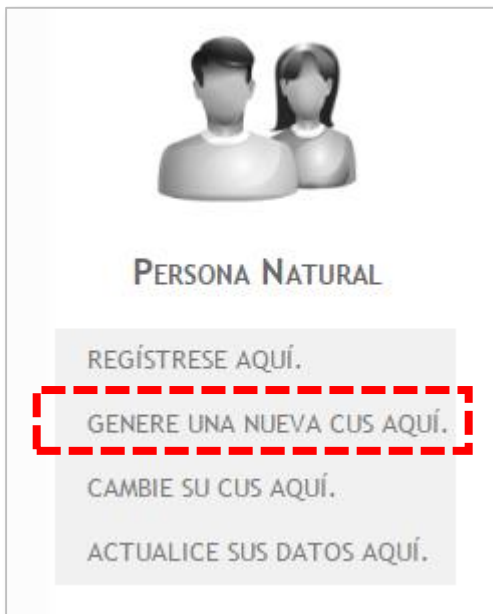 PERSONA NATURAL
REGÍSTRESE AQUÍ.
GENERE UNA NUEVA CUS AQUÍ.
CAMBIE SU CUS AQUÍ.
ACTUALICE SUS DATOS AQUÍ.